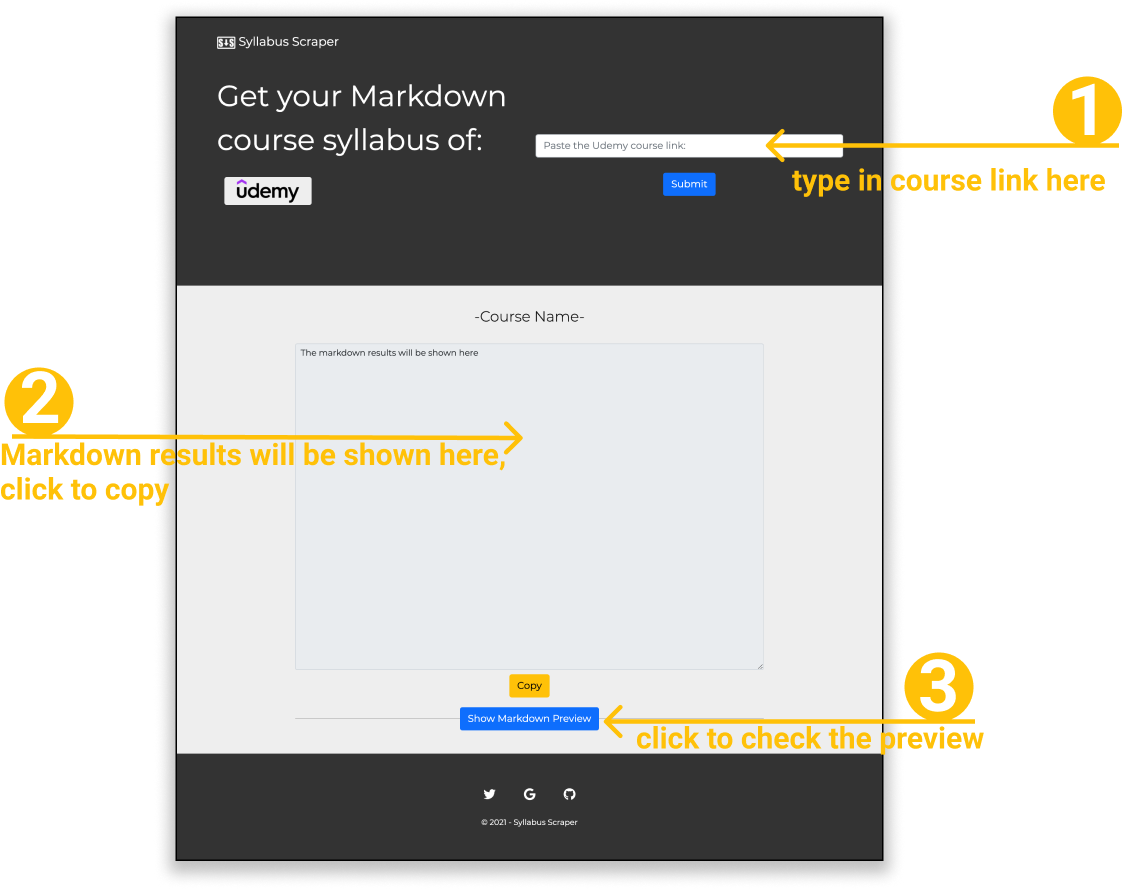 Syllabus Scraper
Get your Markdown
course syllabus of:
udemy
Paste the Udemy course link:
Submit
1
type in course link here
-Course Name-
The markdown results will be shown here
2
Markdown results will be shown here,
click to copy
Copy
Show Markdown Preview
3
click to check the preview
© 2021 - Syllabus Scraper